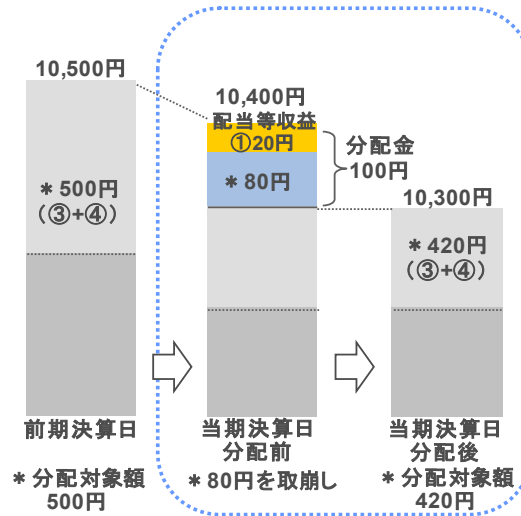 10,500円
10,400円
配当等収益
①20円
分配金
100円
＊80円
＊500円
（③+④）
10,300円
＊420円
（③+④）
前期決算日
当期決算日
分配前
当期決算日
分配後
＊分配対象額
500円
＊80円を取崩し
＊分配対象額
420円